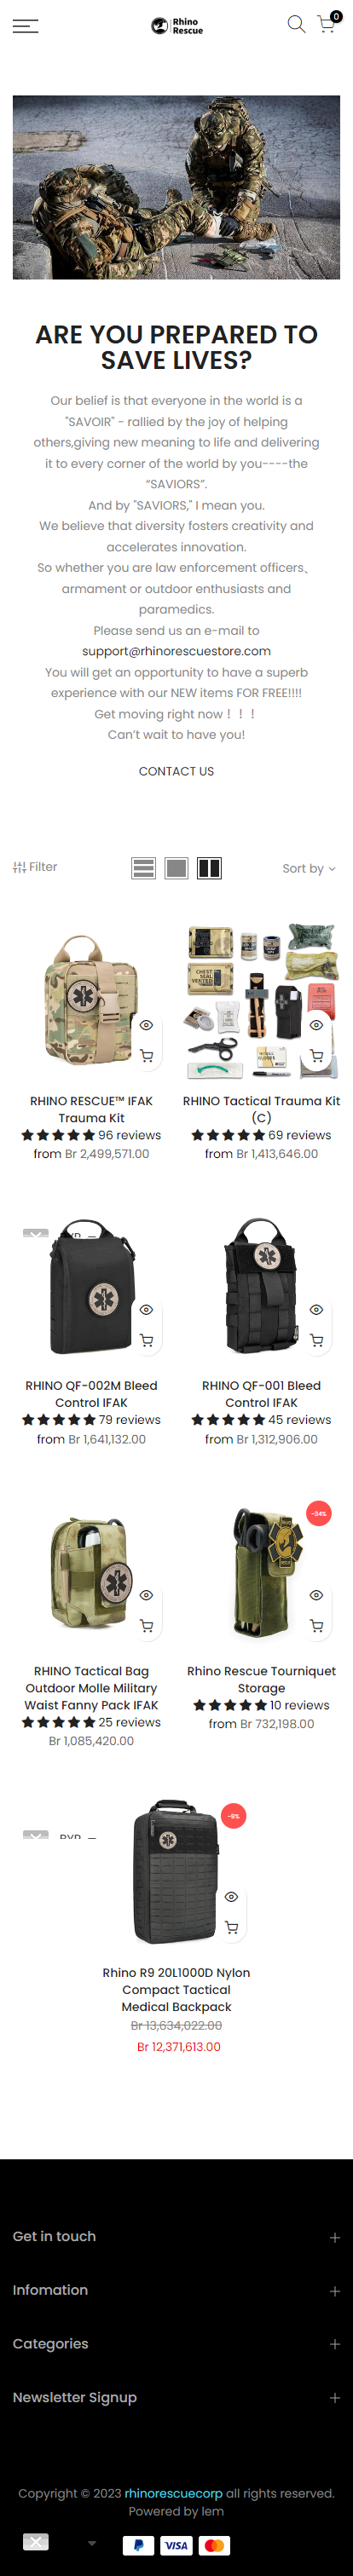 Rhino
Rescue
0
ARE YOU PREPARED TO
SAVE LIVES?
Our belief is that everyone in the world is a
"SAVOIR" - rallied by the joy of helping
others,giving new meaning to life and delivering
it to every corner of the world by you----the
“SAVIORS”.
And by "SAVIORS," I mean you.
We believe that diversity fosters creativity and
accelerates innovation.
So whether you are law enforcement officers、
armament or outdoor enthusiasts and
paramedics.
Please send us an e-mail to
support@rhinorescuestore.com
You will get an opportunity to have a superb
experience with our NEW items FOR FREE!!!!
Get moving right now！！！
Can’t wait to have you!
CONTACT US
Filter
Sort by
CHEST
SEAL
VENTED
RHINO RESCUE™ IFAK
Trauma Kit
96 reviews
from Br 2,499,571.00
RHINO Tactical Trauma Kit
(C)
69 reviews
from Br 1,413,646.00
RHINO QF-002M Bleed
Control IFAK
79 reviews
from Br 1,641,132.00
RHINO QF-001 Bleed
Control IFAK
45 reviews
from Br 1,312,906.00
-34%
RHINO Tactical Bag
Outdoor Molle Military
Waist Fanny Pack IFAK
25 reviews
Br 1,085,420.00
Rhino Rescue Tourniquet
Storage
10 reviews
from Br 732,198.00
-9%
Rhino R9 20L1000D Nylon
Compact Tactical
Medical Backpack
Br 13,634,022.00
Br 12,371,613.00
Get in touch
Infomation
Categories
Newsletter Signup
Copyright © 2023 rhinorescuecorp all rights reserved.
Powered by lem
PayPal
VISA